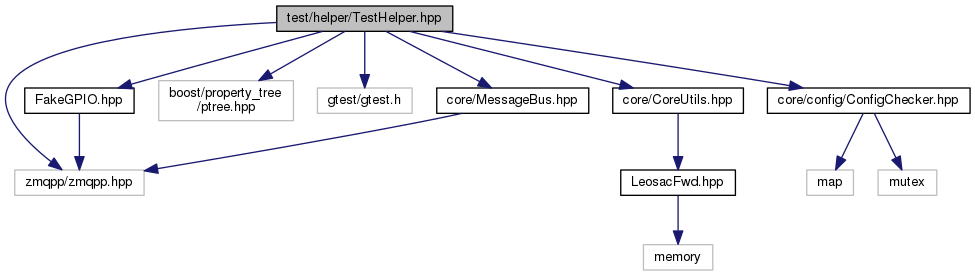 test/helper/TestHelper.hpp
FakeGPIO.hpp
boost/property_tree
/ptree.hpp
gtest/gtest.h
core/MessageBus.hpp
core/CoreUtils.hpp
core/config/ConfigChecker.hpp
zmqpp/zmqpp.hpp
LeosacFwd.hpp
map
mutex
memory